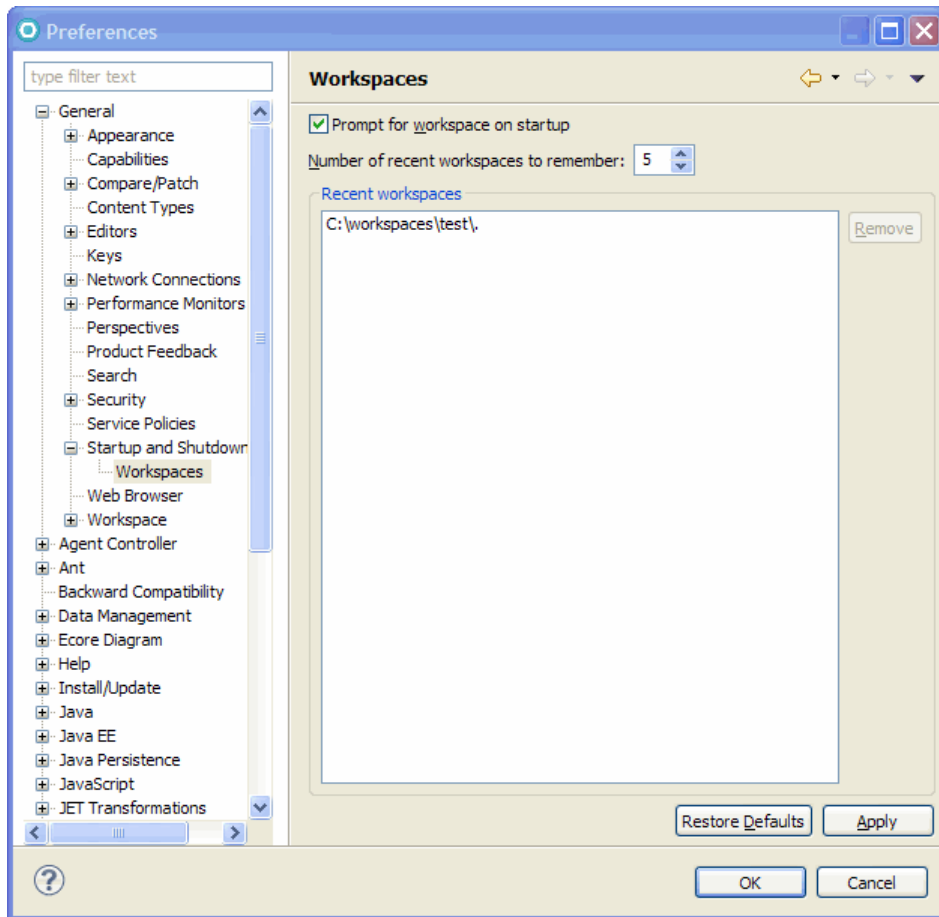 Preferences
type filter text
General
Appearance
Capabilities
Compare/Patch
Content Types
Editors
Keys
Network Connections
Performance Monitors
Perspectives
Product Feedback
Search
Security
Service Policies
Startup and Shutdown
Workspaces
Web Browser
Workspace
Agent Controller
Ant
Backward Compatibility
Data Management
Ecore Diagram
Help
Install/Update
Java
Java EE
Java Persistence
JavaScript
JET Transformations
Workspaces
Prompt for workspace on startup
Number of recent workspaces to remember: 5
Recent workspaces
C:\workspaces\test\.
Remove
Restore Defaults Apply
? OK Cancel